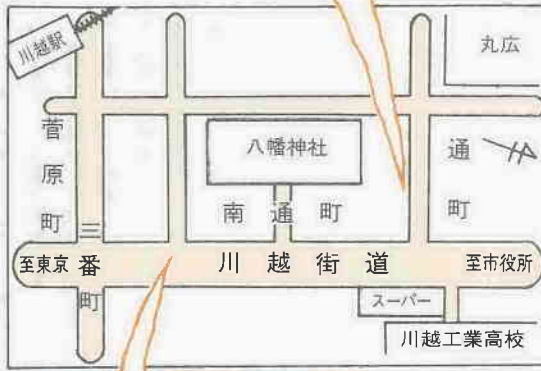 川越駅
丸広
菅原町
八幡神社
通町
南通町
三番町
至東京
川越街道
至市役所
スーパー
川越工業高校